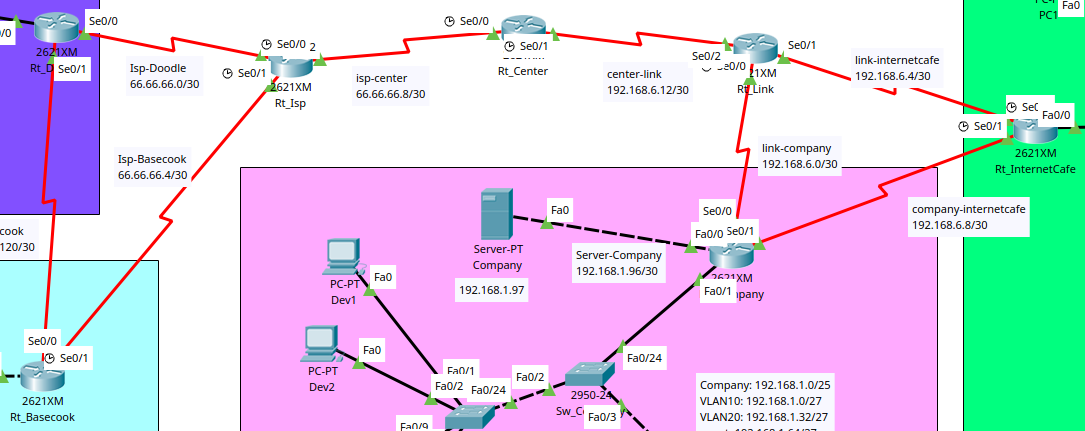 PC1
Fa0
/0
Se0/0
2621XM
Rt_D
Se0/1
Isp-Doodle
66.66.66.0/30
Se0/0
2
Se0/1
2621XM
Rt_Isp
isp-center
66.66.66.8/30
Se0/0
Se0/1
Rt_Center
center-link
192.168.6.12/30
Se0/2
Se0/1
Rt_Link
link-internetcafe
192.168.6.4/30
Fa0/0
Se0/1
2621XM
Rt_InternetCafe
Isp-Basecook
66.66.66.4/30
link-company
192.168.6.0/30
company-internetcafe
192.168.6.8/30
cook
120/30
Server-PT
Company
192.168.1.97
Fa0
Server-Company
192.168.1.96/30
Se0/0
Fa0/0
Se0/1
2621XM
mpany
Fa0/1
PC-PT
Dev1
Fa0
PC-PT
Dev2
Fa0
Fa0/1
Fa0/2
Fa0/24
Fa0/2
Fa0/24
2950-24
Fa0/3
Fa0/9
Se0/0
Se0/1
2621XM
Rt_Basecook
Company: 192.168.1.0/25
VLAN10: 192.168.1.0/27
VLAN20: 192.168.1.32/27